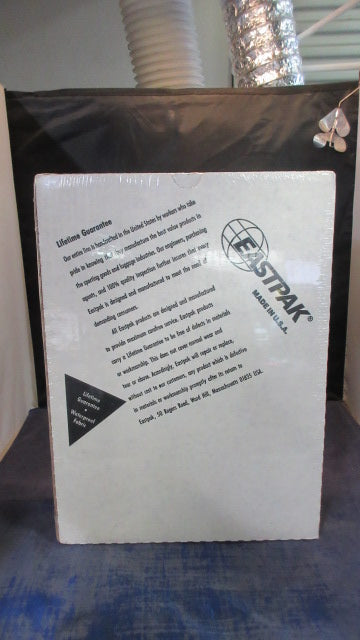 Lifetime Guarantee
Our entire line is handcrafted in the United States by workers who take
pride in knowing manufacture the best value products in
the sporting goods and luggage industries. Our engineers, purchasing
agents, and 100% quality inspection further insures that every
Eastpak is designed and manufactured to meet the most
demanding consumers.
All Eastpak products are designed and manufactured
to provide maximum carefree service. Eastpak products
carry a Lifetime Guarantee to be free of defects in materials
or workmanship. This does not cover normal wear and
tear or abuse. Accordingly, Eastpak will repair or replace,
without cost to our customers, any product which is defective
in materials or workmanship promptly after its return to
Eastpak, 50 Rogers Road, Ward Hill, Massachusetts 01835 USA.
EASTPAK®
MADE IN U.S.A.
Lifetime
Guarantee
•
Waterproof
Fabric